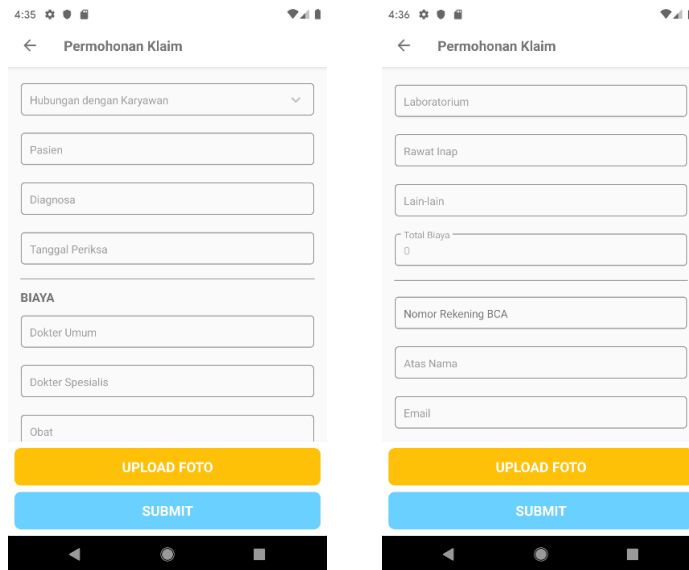 4:35
Permohonan Klaim
Hubungan dengan Karyawan
Pasien
Diagnosa
Tanggal Periksa
BIAYA
Dokter Umum
Dokter Spesialis
Obat
UPLOAD FOTO
SUBMIT
4:36
Permohonan Klaim
Laboratorium
Rawat Inap
Lain-lain
Total Biaya
0
Nomor Rekening BCA
Atas Nama
Email
UPLOAD FOTO
SUBMIT